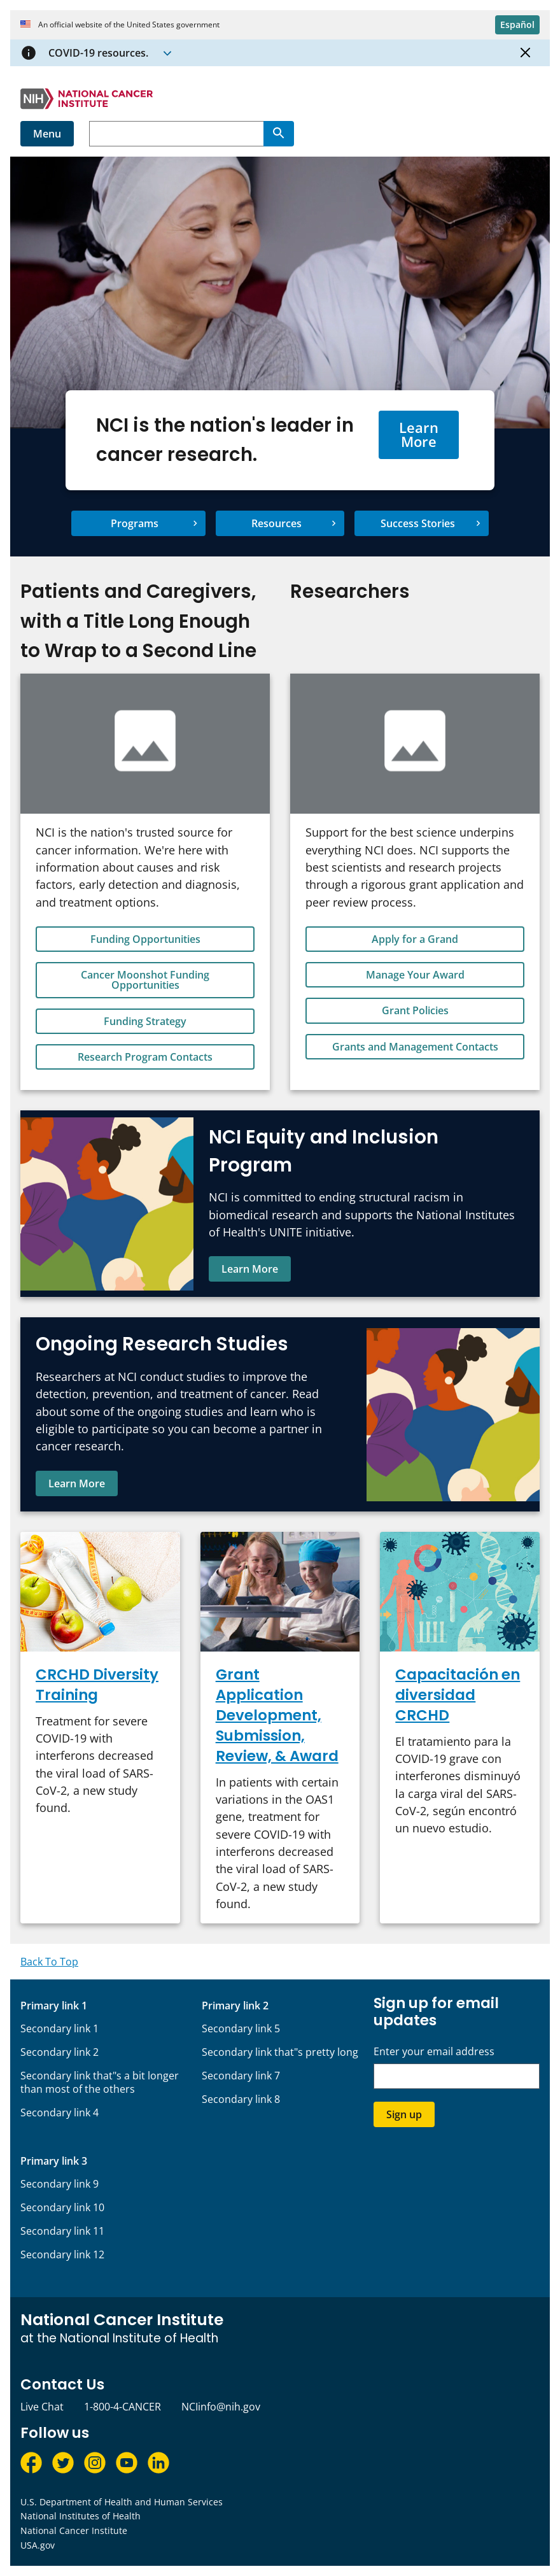 An official website of the United States government
Español
COVID-19 resources.
NIH NATIONAL CANCER
INSTITUTE
Menu
NCI is the nation's leader in
cancer research.
Learn
More
Programs
Resources
Success Stories
Patients and Caregivers,
with a Title Long Enough
to Wrap to a Second Line
NCI is the nation's trusted source for
cancer information. We're here with
information about causes and risk
factors, early detection and diagnosis,
and treatment options.
Funding Opportunities
Cancer Moonshot Funding
Opportunities
Funding Strategy
Research Program Contacts
Researchers
Support for the best science underpins
everything NCI does. NCI supports the
best scientists and research projects
through a rigorous grant application and
peer review process.
Apply for a Grand
Manage Your Award
Grant Policies
Grants and Management Contacts
NCI Equity and Inclusion
Program
NCI is committed to ending structural racism in
biomedical research and supports the National Institutes
of Health's UNITE initiative.
Learn More
Ongoing Research Studies
Researchers at NCI conduct studies to improve the
detection, prevention, and treatment of cancer. Read
about some of the ongoing studies and learn who is
eligible to participate so you can become a partner in
cancer research.
Learn More
CRCHD Diversity
Training
Treatment for severe
COVID-19 with
interferons decreased
the viral load of SARS-
CoV-2, a new study
found.
Grant
Application
Development,
Submission,
Review, & Award
In patients with certain
variations in the OAS1
gene, treatment for
severe COVID-19 with
interferons decreased
the viral load of SARS-
CoV-2, a new study
found.
Capacitación en
diversidad
CRCHD
El tratamiento para la
COVID-19 grave con
interferones disminuyó
la carga viral del SARS-
CoV-2, según encontró
un nuevo estudio.
Back To Top
Primary link 1
Secondary link 1
Secondary link 2
Secondary link that"s a bit longer
than most of the others
Secondary link 4
Primary link 2
Secondary link 5
Secondary link that"s pretty long
Secondary link 7
Secondary link 8
Primary link 3
Secondary link 9
Secondary link 10
Secondary link 11
Secondary link 12
Sign up for email
updates
Enter your email address
Sign up
National Cancer Institute
at the National Institute of Health
Contact Us
Live Chat
1-800-4-CANCER
NCIinfo@nih.gov
Follow us
U.S. Department of Health and Human Services
National Institutes of Health
National Cancer Institute
USA.gov